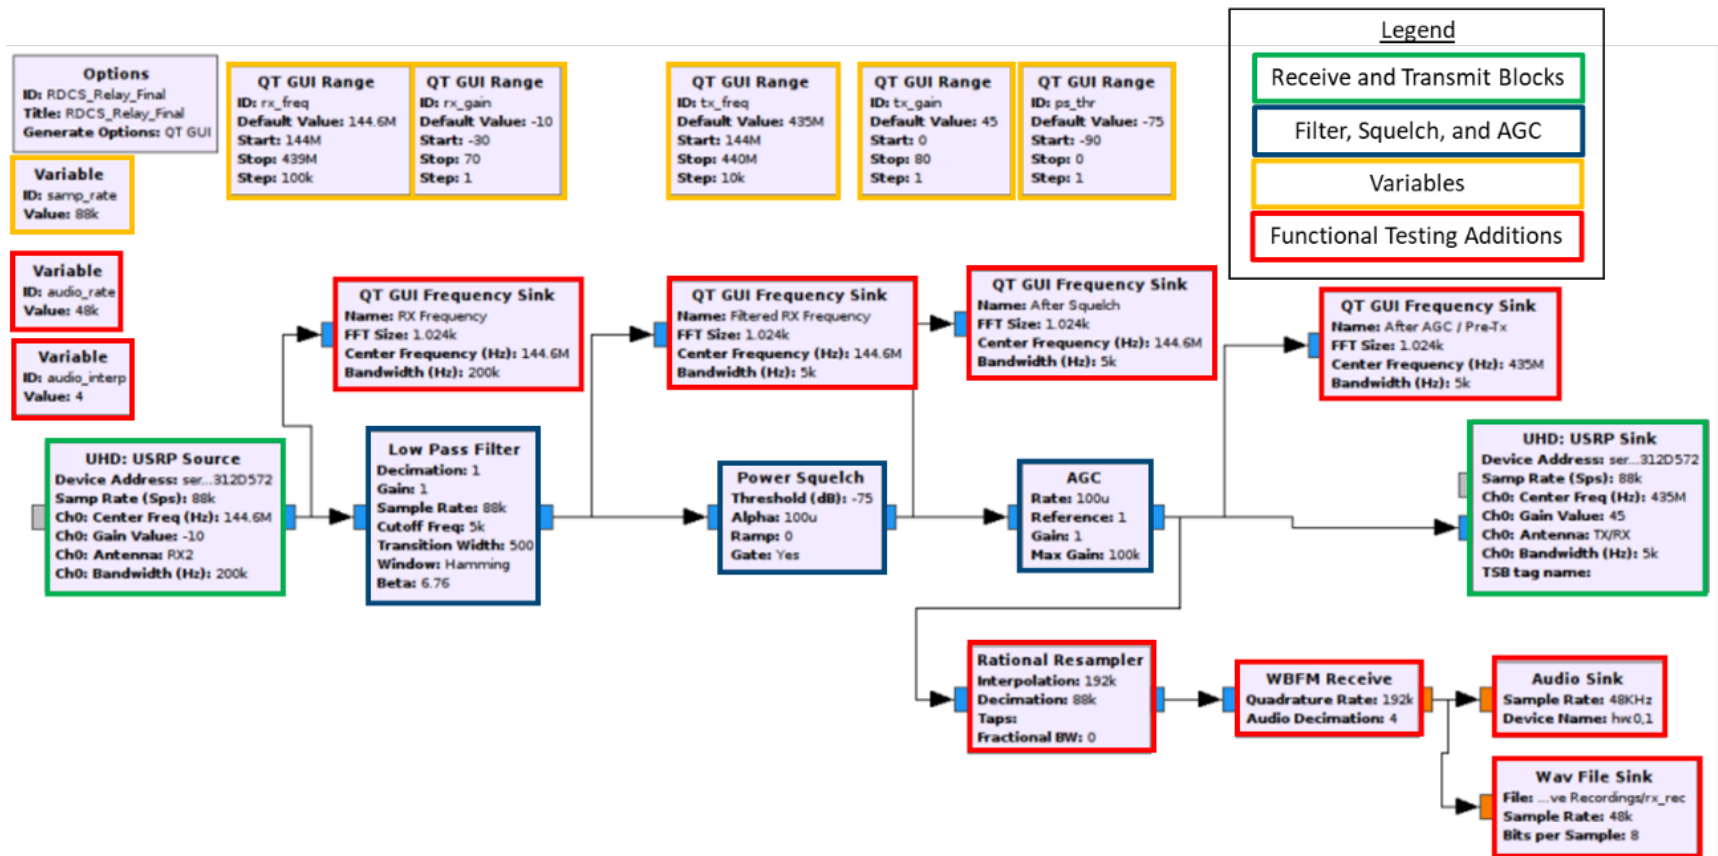 Legend
Receive and Transmit Blocks
Filter, Squelch, and AGC
Variables
Functional Testing Additions
Options
ID: RDCS_Relay_Final
Title: RDCS_Relay_Final
Generate Options: QT GUI
QT GUI Range
ID: rx_freq
Default Value: 144.6M
Start: 144M
Stop: 439M
Step: 100k
QT GUI Range
ID: rx_gain
Default Value: -10
Start: -30
Stop: 70
Step: 1
QT GUI Range
ID: tx_freq
Default Value: 435M
Start: 144M
Stop: 440M
Step: 10k
QT GUI Range
ID: tx_gain
Default Value: 45
Start: 0
Stop: 80
Step: 1
QT GUI Range
ID: ps_thr
Default Value: -75
Start: -90
Stop: 0
Step: 1
Variable
ID: samp_rate
Value: 88k
Variable
ID: audio_rate
Value: 48k
Variable
ID: audio_interp
Value: 4
QT GUI Frequency Sink
Name: RX Frequency
FFT Size: 1.024k
Center Frequency (Hz): 144.6M
Bandwidth (Hz): 200k
QT GUI Frequency Sink
Name: Filtered RX Frequency
FFT Size: 1.024k
Center Frequency (Hz): 144.6M
Bandwidth (Hz): 5k
QT GUI Frequency Sink
Name: After Squelch
FFT Size: 1.024k
Center Frequency (Hz): 144.6M
Bandwidth (Hz): 5k
QT GUI Frequency Sink
Name: After AGC / Pre-Tx
FFT Size: 1.024k
Center Frequency (Hz): 435M
Bandwidth (Hz): 5k
UHD: USRP Source
Device Address: ser...312D572
Samp Rate (Sps): 88k
Ch0: Center Freq (Hz): 144.6M
Ch0: Gain Value: -10
Ch0: Antenna: RX2
Ch0: Bandwidth (Hz): 200k
Low Pass Filter
Decimation: 1
Gain: 1
Sample Rate: 88k
Cutoff Freq: 5k
Transition Width: 500
Window: Hamming
Beta: 6.76
Power Squelch
Threshold (dB): -75
Alpha: 100u
Ramp: 0
Gate: Yes
AGC
Rate: 100u
Reference: 1
Gain: 1
Max Gain: 100k
UHD: USRP Sink
Device Address: ser...312D572
Samp Rate (Sps): 88k
Ch0: Center Freq (Hz): 435M
Ch0: Gain Value: 45
Ch0: Antenna: TX/RX
Ch0: Bandwidth (Hz): 5k
TSB tag name:
Rational Resampler
Interpolation: 192k
Decimation: 88k
Taps:
Fractional BW: 0
WBFM Receive
Quadrature Rate: 192k
Audio Decimation: 4
Audio Sink
Sample Rate: 48KHz
Device Name: hw:0,1
Wav File Sink
File: ...ve Recordings/rx_rec
Sample Rate: 48k
Bits per Sample: 8